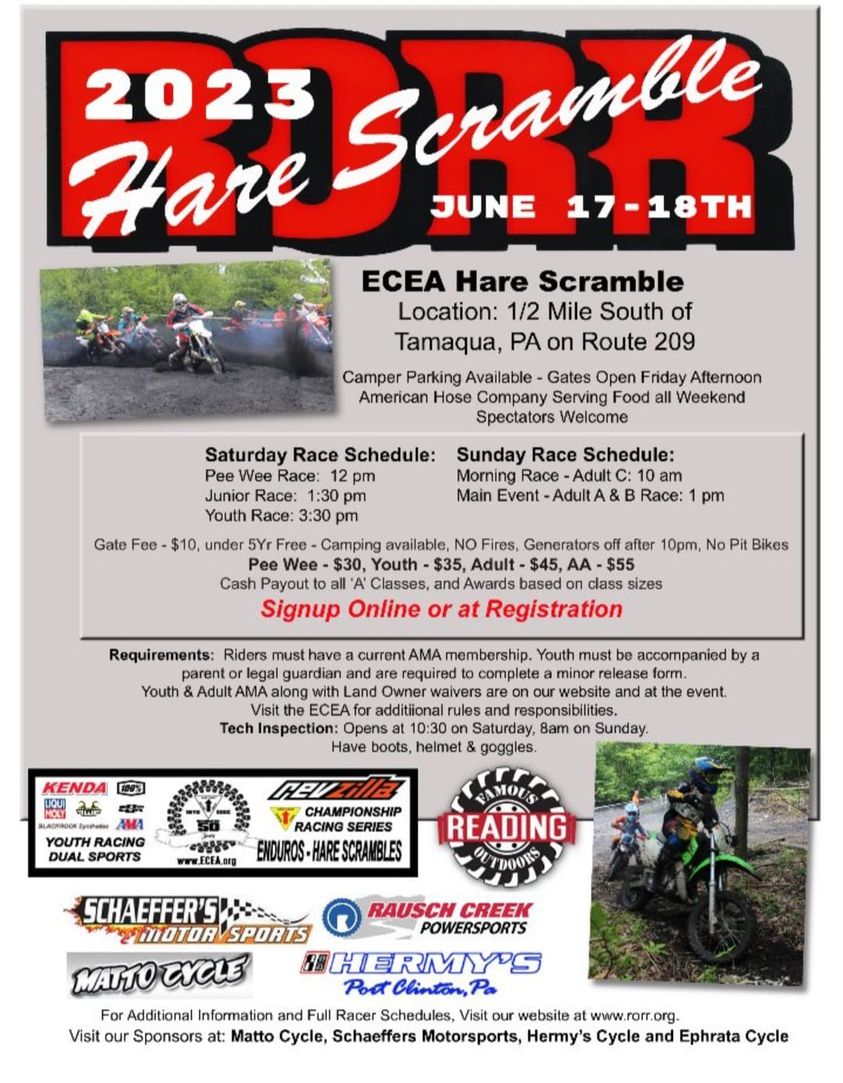 RORR
2023
Hare Scramble
JUNE 17-18TH
ECEA Hare Scramble
Location: 1/2 Mile South of
Tamaqua, PA on Route 209
Camper Parking Available - Gates Open Friday Afternoon
American Hose Company Serving Food all Weekend
Spectators Welcome
Saturday Race Schedule:
Pee Wee Race: 12 pm
Junior Race: 1:30 pm
Youth Race: 3:30 pm
Sunday Race Schedule:
Morning Race - Adult C: 10 am
Main Event - Adult A & B Race: 1 pm
Gate Fee - $10, under 5Yr Free - Camping available, NO Fires, Generators off after 10pm, No Pit Bikes
Pee Wee - $30, Youth - $35, Adult - $45, AA - $55
Cash Payout to all 'A' Classes, and Awards based on class sizes
Signup Online or at Registration
Requirements: Riders must have a current AMA membership. Youth must be accompanied by a
parent or legal guardian and are required to complete a minor release form.
Youth & Adult AMA along with Land Owner waivers are on our website and at the event.
Visit the ECEA for additiional rules and responsibilities.
Tech Inspection: Opens at 10:30 on Saturday, 8am on Sunday.
Have boots, helmet & goggles.
KENDA
100%
LIQUI
MOLY
BLACKROCK Synthetics
AMA
YOUTH RACING
DUAL SPORTS
50
www.ECEA.org
revzilla
CHAMPIONSHIP
RACING SERIES
ENDUROS - HARE SCRAMBLES
FAMOUS
READING
OUTDOORS
SCHAEFFER'S
MOTOR SPORTS
RAUSCH CREEK
POWERSPORTS
MATTO CYCLE
HERMY'S
Port Clinton, Pa
For Additional Information and Full Racer Schedules, Visit our website at www.rorr.org.
Visit our Sponsors at: Matto Cycle, Schaeffers Motorsports, Hermy's Cycle and Ephrata Cycle